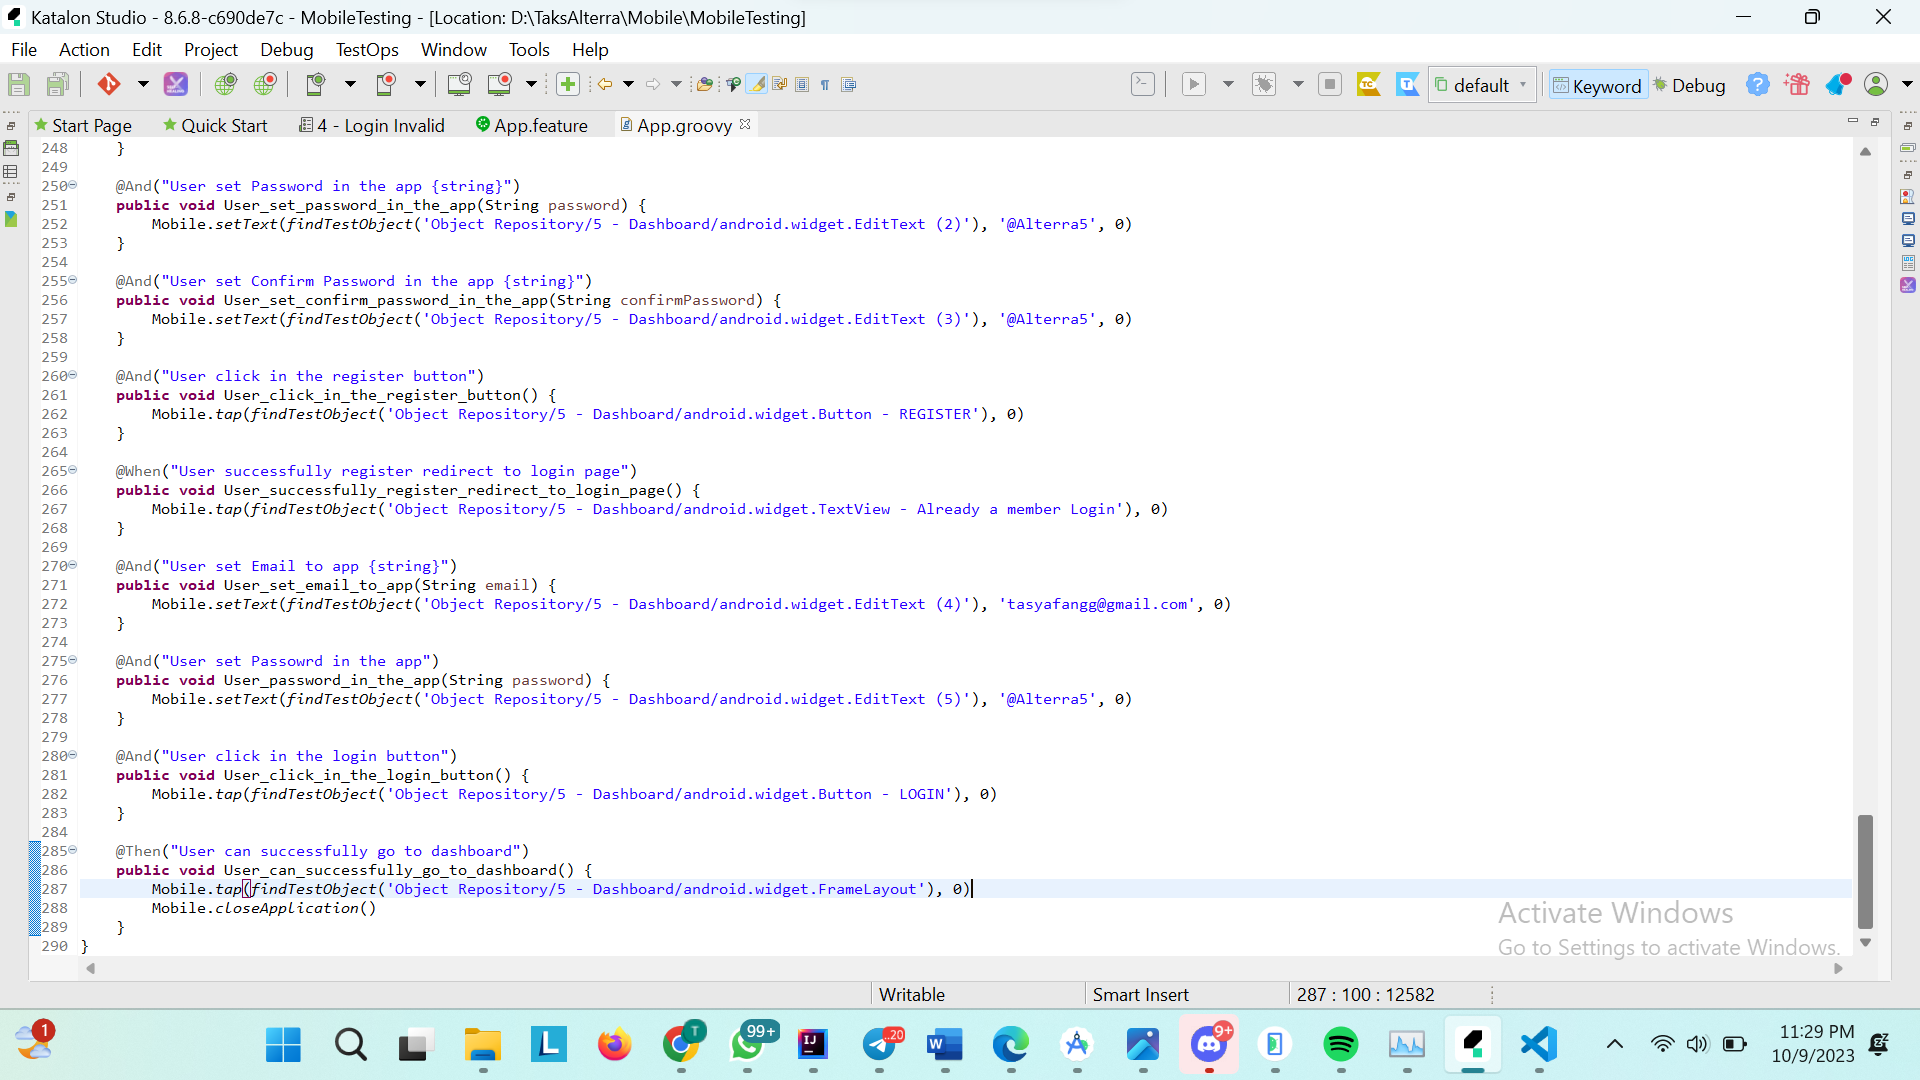 Katalon Studio - 8.6.8-c690de7c - MobileTesting - [Location: D:\TaksAlterra\Mobile\MobileTesting]
File Action Edit Project Debug TestOps Window Tools Help
default Keyword Debug
Start Page Quick Start 4 - Login Invalid App.feature App.groovy
248 }
249
250 @And("User set Password in the app {string}")
251 public void User_set_password_in_the_app(String password) {
252 Mobile.setText(findTestObject('Object Repository/5 - Dashboard/android.widget.EditText (2)'), '@Alterra5', 0)
253 }
254
255 @And("User set Confirm Password in the app {string}")
256 public void User_set_confirm_password_in_the_app(String confirmPassword) {
257 Mobile.setText(findTestObject('Object Repository/5 - Dashboard/android.widget.EditText (3)'), '@Alterra5', 0)
258 }
259
260 @And("User click in the register button")
261 public void User_click_in_the_register_button() {
262 Mobile.tap(findTestObject('Object Repository/5 - Dashboard/android.widget.Button - REGISTER'), 0)
263 }
264
265 @When("User successfully register redirect to login page")
266 public void User_successfully_register_redirect_to_login_page() {
267 Mobile.tap(findTestObject('Object Repository/5 - Dashboard/android.widget.TextView - Already a member Login'), 0)
268 }
269
270 @And("User set Email to app {string}")
271 public void User_set_email_to_app(String email) {
272 Mobile.setText(findTestObject('Object Repository/5 - Dashboard/android.widget.EditText (4)'), 'tasyafangg@gmail.com', 0)
273 }
274
275 @And("User set Passowrd in the app")
276 public void User_password_in_the_app(String password) {
277 Mobile.setText(findTestObject('Object Repository/5 - Dashboard/android.widget.EditText (5)'), '@Alterra5', 0)
278 }
279
280 @And("User click in the login button")
281 public void User_click_in_the_login_button() {
282 Mobile.tap(findTestObject('Object Repository/5 - Dashboard/android.widget.Button - LOGIN'), 0)
283 }
284
285 @Then("User can successfully go to dashboard")
286 public void User_can_successfully_go_to_dashboard() {
287 Mobile.tap(findTestObject('Object Repository/5 - Dashboard/android.widget.FrameLayout'), 0)
288 Mobile.closeApplication()
289 }
290 }
Activate Windows
Go to Settings to activate Windows.
Writable Smart Insert 287 : 100 : 12582
1 L T 99+ IJ ..20 W 9+
11:29 PM
10/9/2023